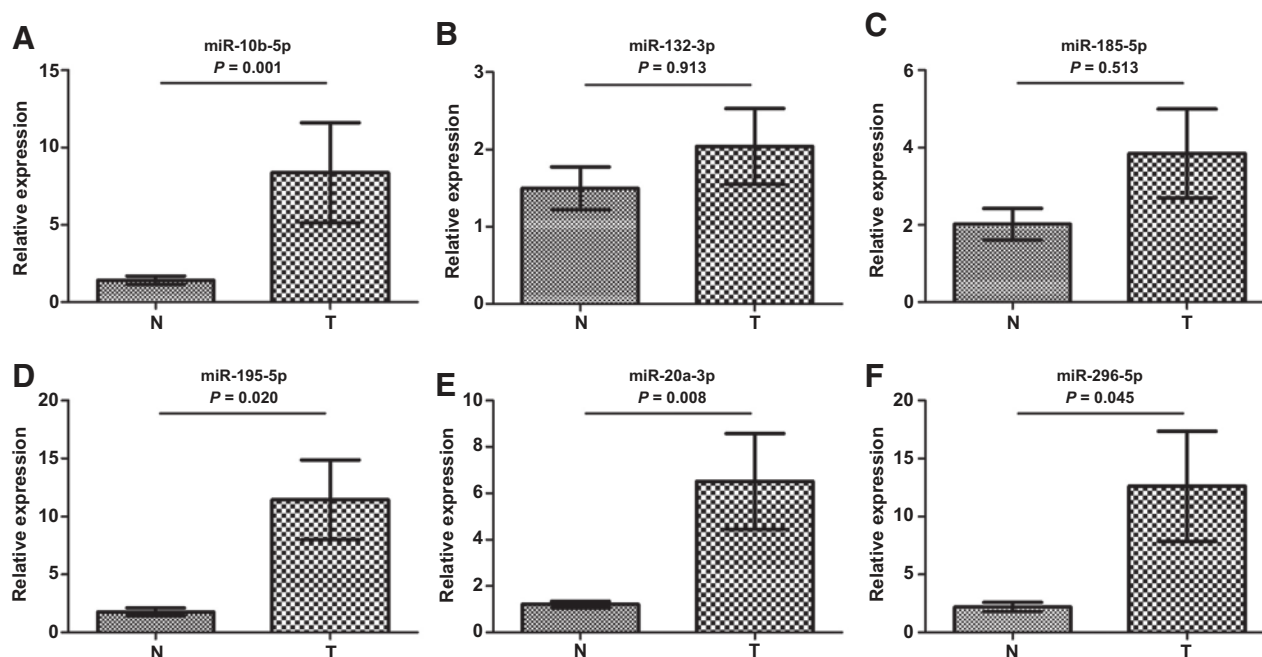 A
miR-10b-5p
P = 0.001
Relative expression
15
10
5
0
N
T
B
miR-132-3p
P = 0.913
Relative expression
3
2
1
0
N
T
C
miR-185-5p
P = 0.513
Relative expression
6
4
2
0
N
T
D
miR-195-5p
P = 0.020
Relative expression
20
15
10
5
0
N
T
E
miR-20a-3p
P = 0.008
Relative expression
10
8
6
4
2
0
N
T
F
miR-296-5p
P = 0.045
Relative expression
20
15
10
5
0
N
T